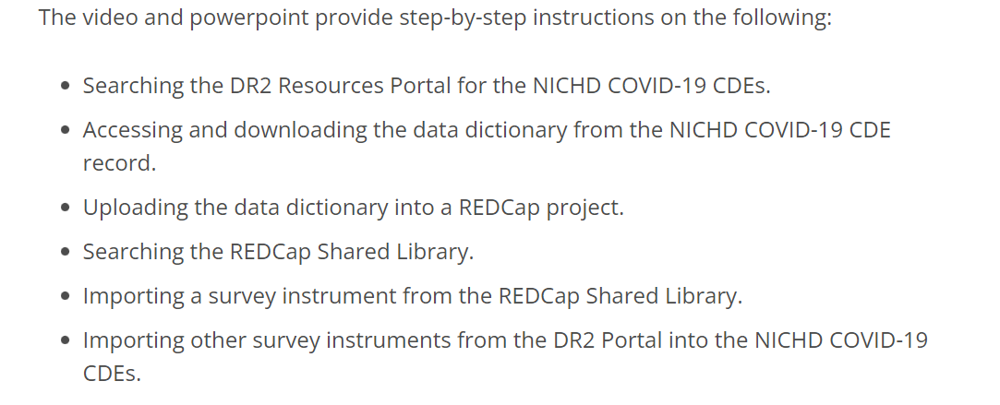 The video and powerpoint provide step-by-step instructions on the following:
• Searching the DR2 Resources Portal for the NICHD COVID-19 CDEs.
• Accessing and downloading the data dictionary from the NICHD COVID-19 CDE
record.
• Uploading the data dictionary into a REDCap project.
• Searching the REDCap Shared Library.
• Importing a survey instrument from the REDCap Shared Library.
• Importing other survey instruments from the DR2 Portal into the NICHD COVID-19
CDEs.